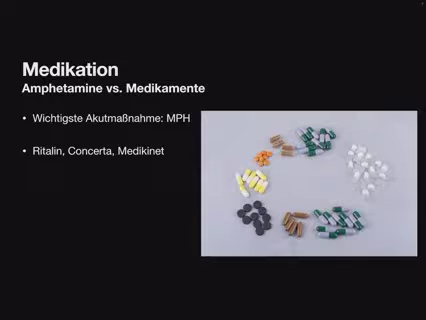 Medikation
Amphetamine vs. Medikamente
• Wichtigste Akutmaßnahme: MPH
• Ritalin, Concerta, Medikinet